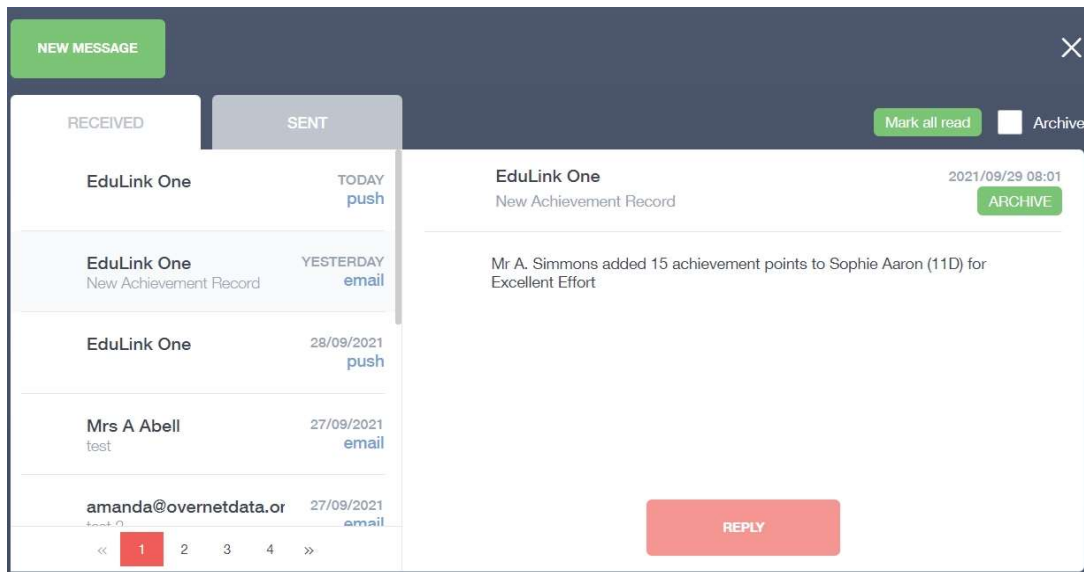 NEW MESSAGE
RECEIVED
SENT
Mark all read
Archive
EduLink One
TODAY
push
EduLink One
YESTERDAY
New Achievement Record
email
EduLink One
28/09/2021
push
Mrs A Abell
27/09/2021
test
email
amanda@overnetdata.or
27/09/2021
test 2
email
« 1 2 3 4 »
EduLink One
2021/09/29 08:01
New Achievement Record
ARCHIVE
Mr A. Simmons added 15 achievement points to Sophie Aaron (11D) for
Excellent Effort
REPLY